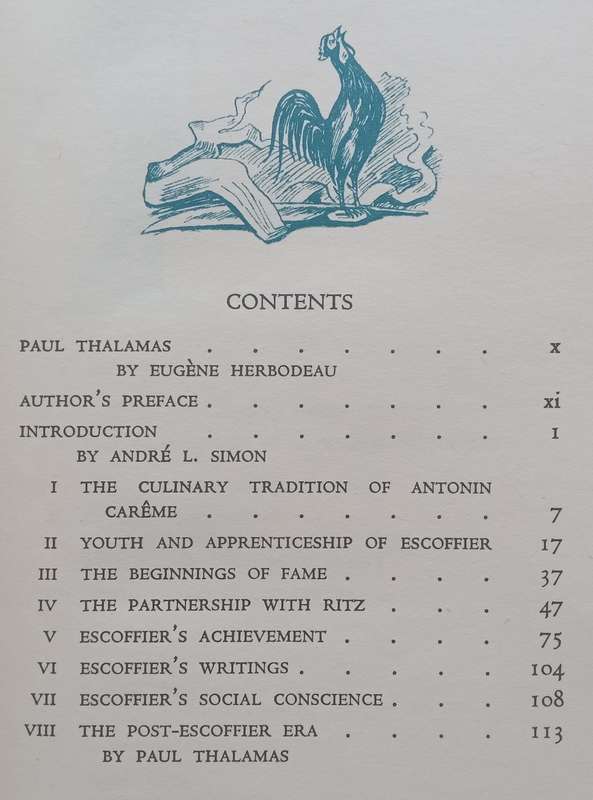 CONTENTS
PAUL THALAMAS . . . . . . . x
BY EUGÈNE HERBODEAU
AUTHOR'S PREFACE . . . . . . . xi
INTRODUCTION . . . . . . . 1
BY ANDRÉ L. SIMON
I THE CULINARY TRADITION OF ANTONIN
CARÊME . . . . . . . 7
II YOUTH AND APPRENTICESHIP OF ESCOFFIER 17
III THE BEGINNINGS OF FAME . . . . 37
IV THE PARTNERSHIP WITH RITZ . . . 47
V ESCOFFIER'S ACHIEVEMENT . . . . 75
VI ESCOFFIER'S WRITINGS . . . . . 104
VII ESCOFFIER'S SOCIAL CONSCIENCE . . . 108
VIII THE POST-ESCOFFIER ERA . . . . 113
BY PAUL THALAMAS